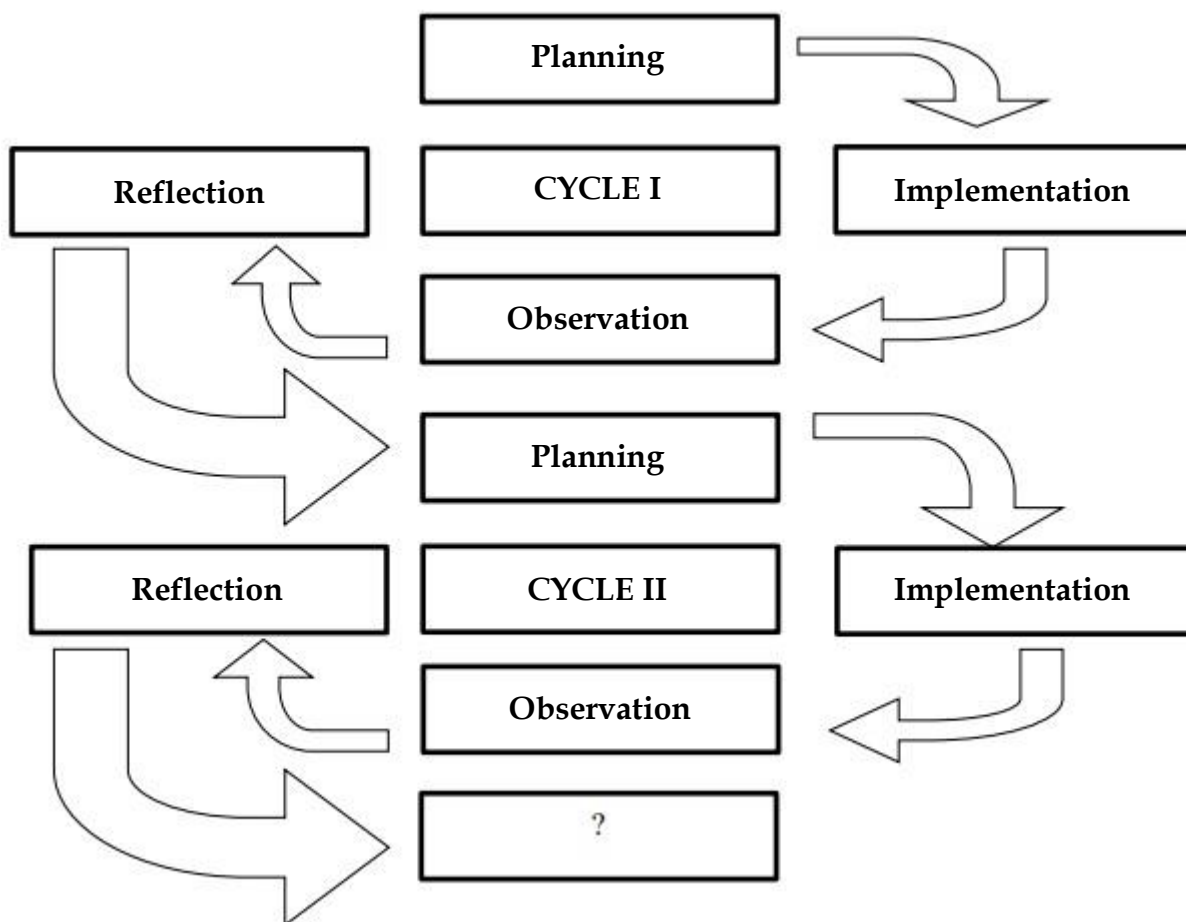 Planning
Reflection
CYCLE I
Implementation
Observation
Planning
Reflection
CYCLE II
Implementation
Observation
?